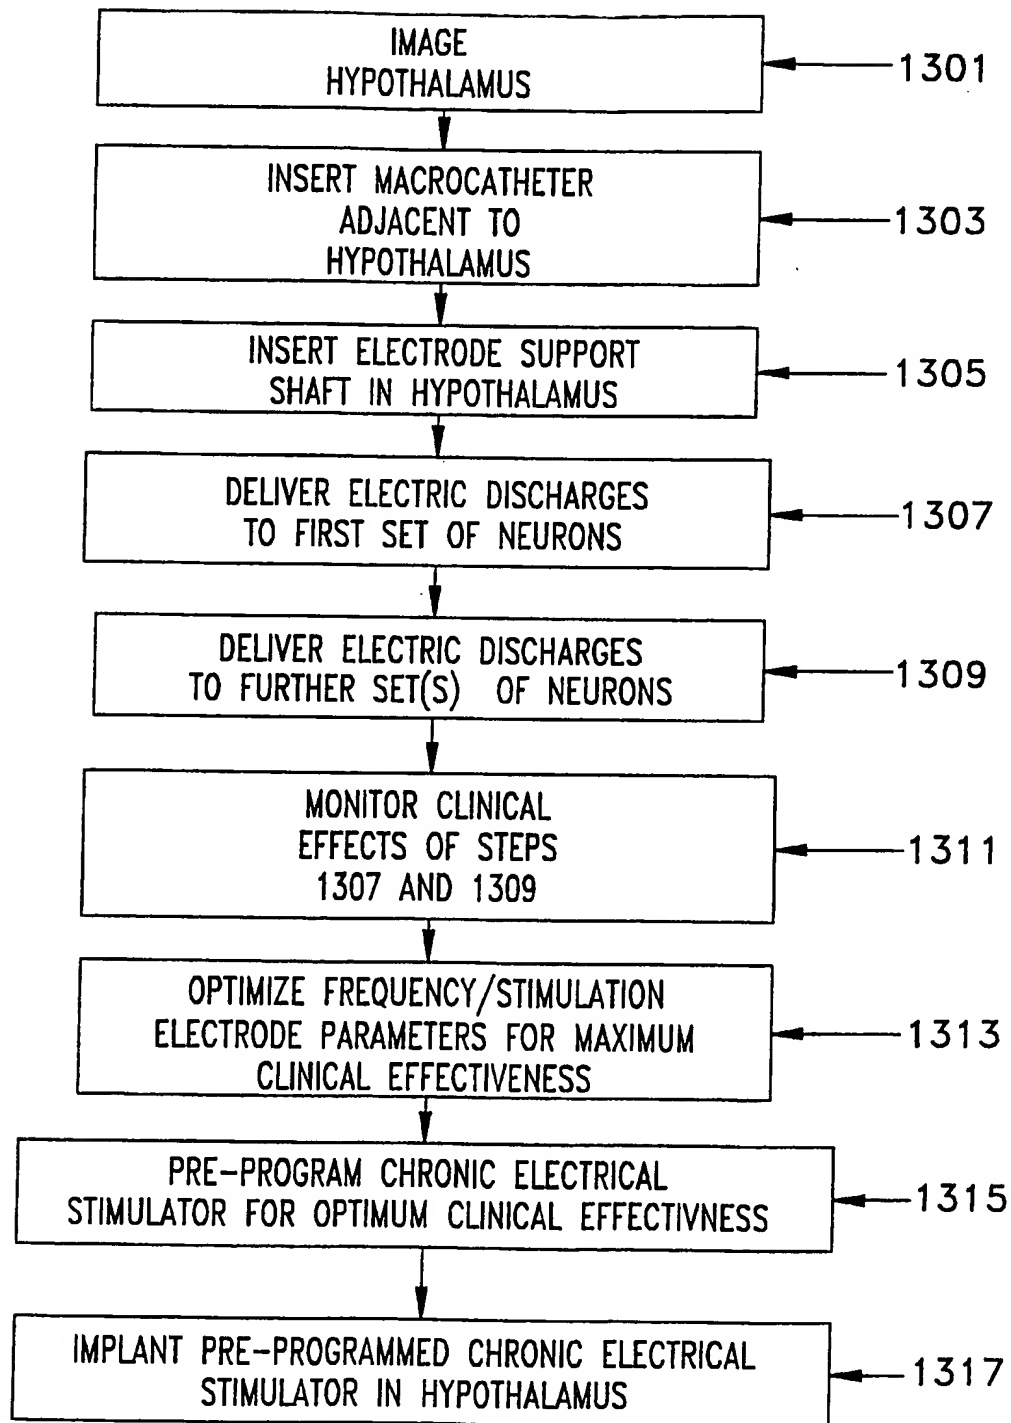 IMAGE
HYPOTHALAMUS
1301
INSERT MACROCATHETER
ADJACENT TO
HYPOTHALAMUS
1303
INSERT ELECTRODE SUPPORT
SHAFT IN HYPOTHALAMUS
1305
DELIVER ELECTRIC DISCHARGES
TO FIRST SET OF NEURONS
1307
DELIVER ELECTRIC DISCHARGES
TO FURTHER SET(S) OF NEURONS
1309
MONITOR CLINICAL
EFFECTS OF STEPS
1307 AND 1309
1311
OPTIMIZE FREQUENCY/STIMULATION
ELECTRODE PARAMETERS FOR MAXIMUM
CLINICAL EFFECTIVENESS
1313
PRE-PROGRAM CHRONIC ELECTRICAL
STIMULATOR FOR OPTIMUM CLINICAL EFFECTIVNESS
1315
IMPLANT PRE-PROGRAMMED CHRONIC ELECTRICAL
STIMULATOR IN HYPOTHALAMUS
1317